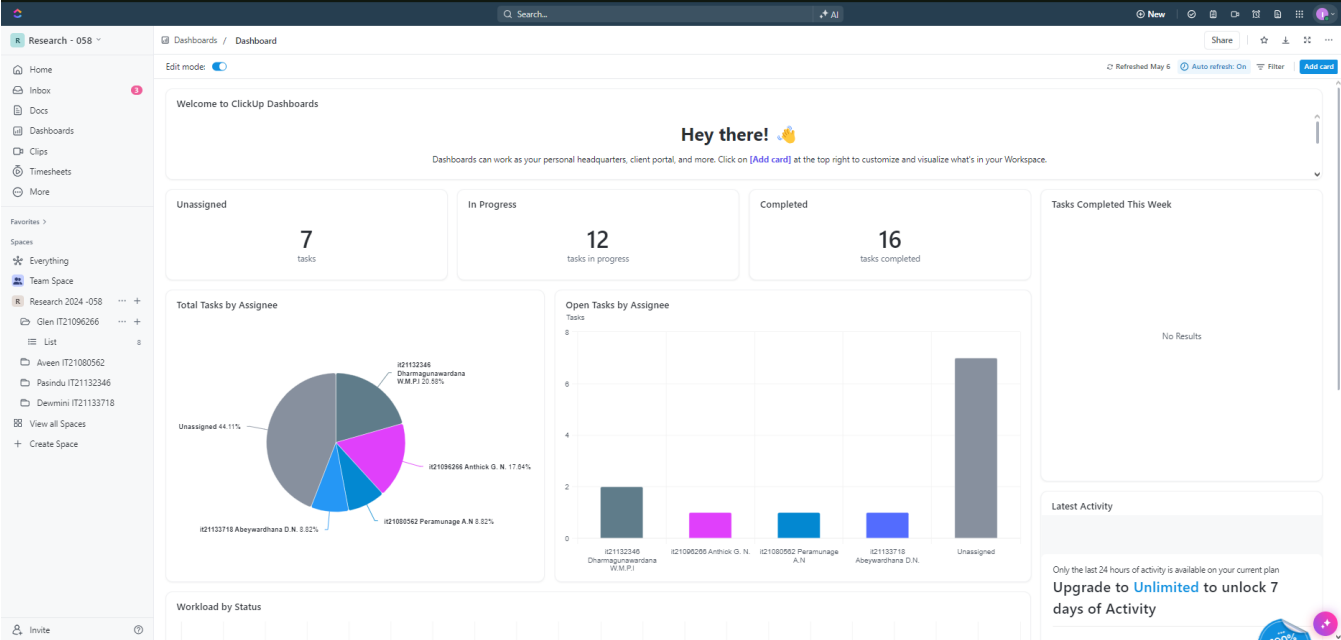 Search...
AI
New
R Research - 058
Dashboards / Dashboard
Share
Edit mode:
Refreshed May 6
Auto refresh: On
Filter
Add card
Home
Inbox 3
Docs
Dashboards
Clips
Timesheets
More
Favorites
Spaces
Everything
Team Space
R Research 2024 -058
Glen IT21096266
List 8
Aveen IT21080562
Pasindu IT21132346
Dewmini IT21133718
View all Spaces
Create Space
Invite
Welcome to ClickUp Dashboards
Hey there! 👋
Dashboards can work as your personal headquarters, client portal, and more. Click on [Add card] at the top right to customize and visualize what's in your Workspace.
Unassigned
7
tasks
In Progress
12
tasks in progress
Completed
16
tasks completed
Tasks Completed This Week
No Results
Total Tasks by Assignee
it21132346
Dharmagunawardana
W.M.P.I 20.58%
Unassigned 44.11%
it21096266 Anthick G. N. 17.64%
it21080562 Peramunage A.N 8.82%
it21133718 Abeywardhana D.N. 8.82%
Open Tasks by Assignee
Tasks
8
6
4
2
0
it21132346
Dharmagunawardana
W.M.P.I
it21096266 Anthick G. N.
it21080562 Peramunage
A.N
it21133718
Abeywardhana D.N.
Unassigned
Latest Activity
Only the last 24 hours of activity is available on your current plan
Upgrade to Unlimited to unlock 7
days of Activity
Workload by Status